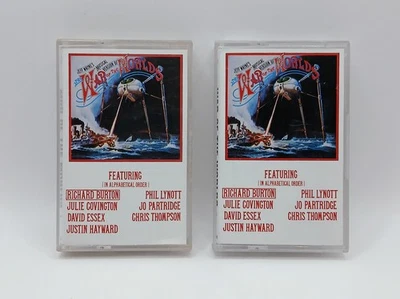 JEFF WAYNE'S
MUSICAL VERSION OF
THE WAR OF THE WORLDS
FEATURING
(IN ALPHABETICAL ORDER)
RICHARD BURTON PHIL LYNOTT
JULIE COVINGTON JO PARTRIDGE
DAVID ESSEX CHRIS THOMPSON
JUSTIN HAYWARD
JEFF WAYNE'S
MUSICAL VERSION OF
THE WAR OF THE WORLDS
FEATURING
(IN ALPHABETICAL ORDER)
RICHARD BURTON PHIL LYNOTT
JULIE COVINGTON JO PARTRIDGE
DAVID ESSEX CHRIS THOMPSON
JUSTIN HAYWARD